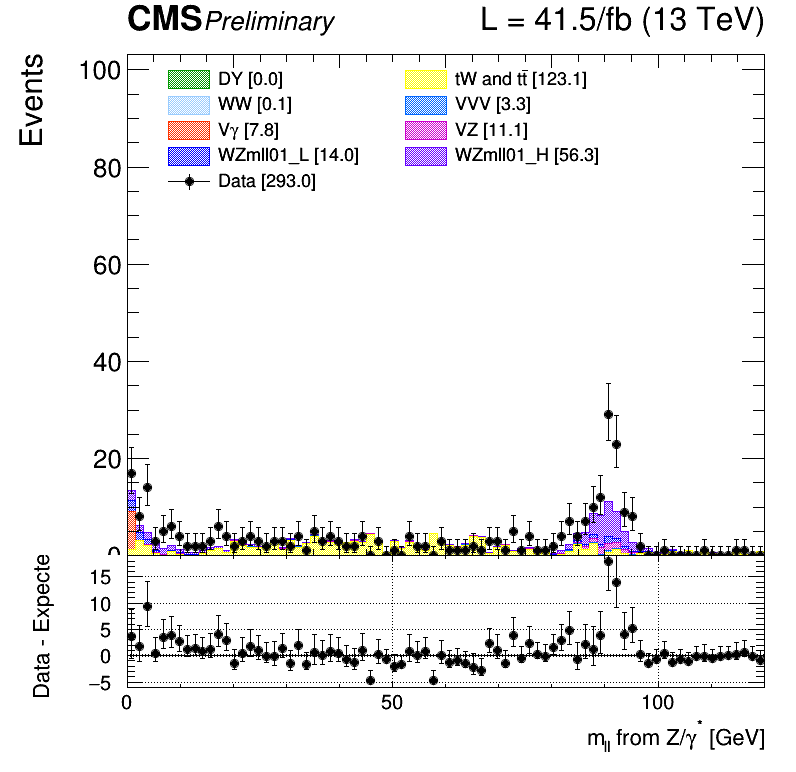 CMS Preliminary L = 41.5/fb (13 TeV)
Events
100
80
60
40
20
0
DY [0.0]
WW [0.1]
Vγ [7.8]
WZmll01_L [14.0]
Data [293.0]
tW and tt̄ [123.1]
VVV [3.3]
VZ [11.1]
WZmll01_H [56.3]
Data - Expecte
15
10
5
0
−5
0 50 100
m_ll from Z/γ* [GeV]